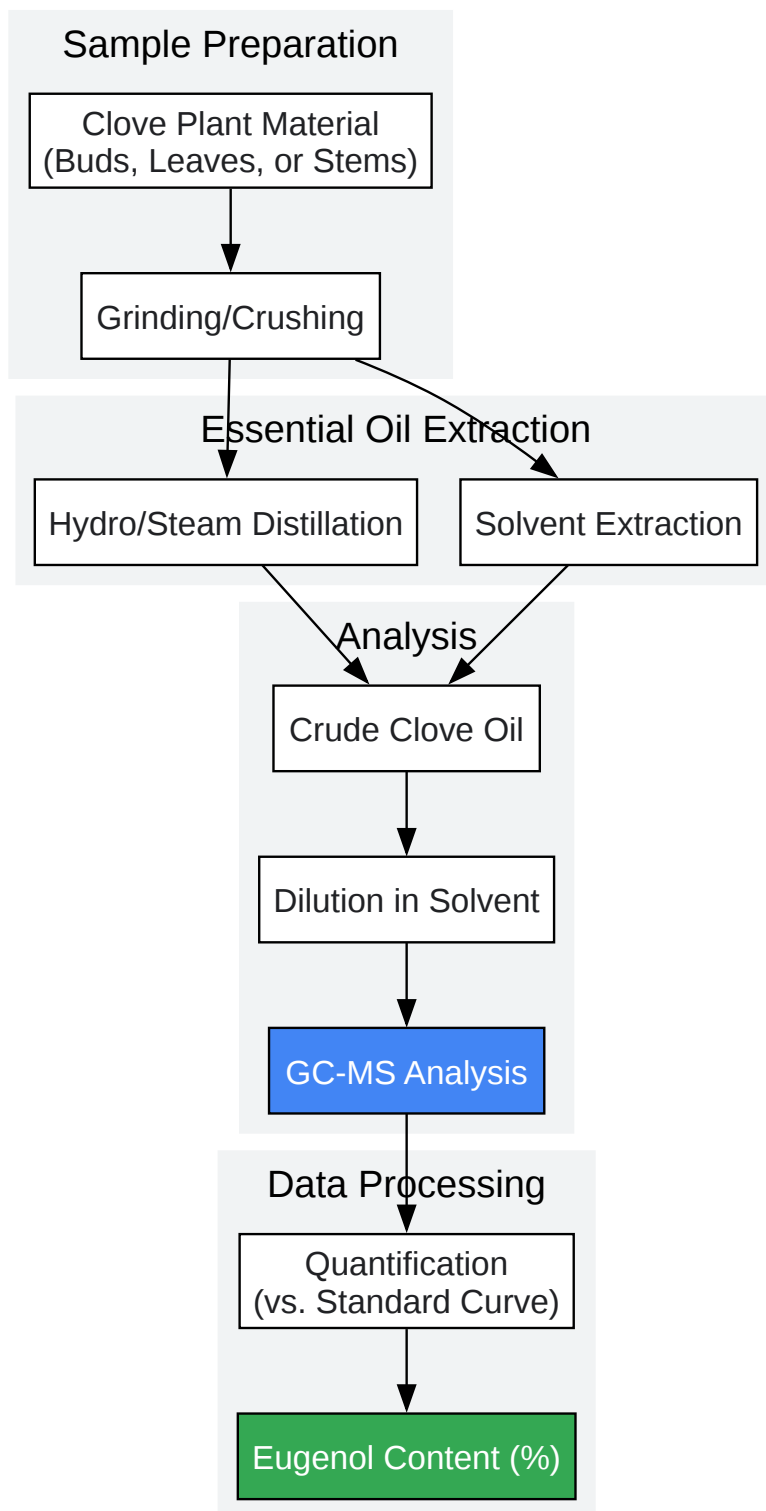 Sample Preparation
Clove Plant Material
(Buds, Leaves, or Stems)
Grinding/Crushing
Essential Oil Extraction
Hydro/Steam Distillation
Solvent Extraction
Analysis
Crude Clove Oil
Dilution in Solvent
GC-MS Analysis
Data Processing
Quantification
(vs. Standard Curve)
Eugenol Content (%)